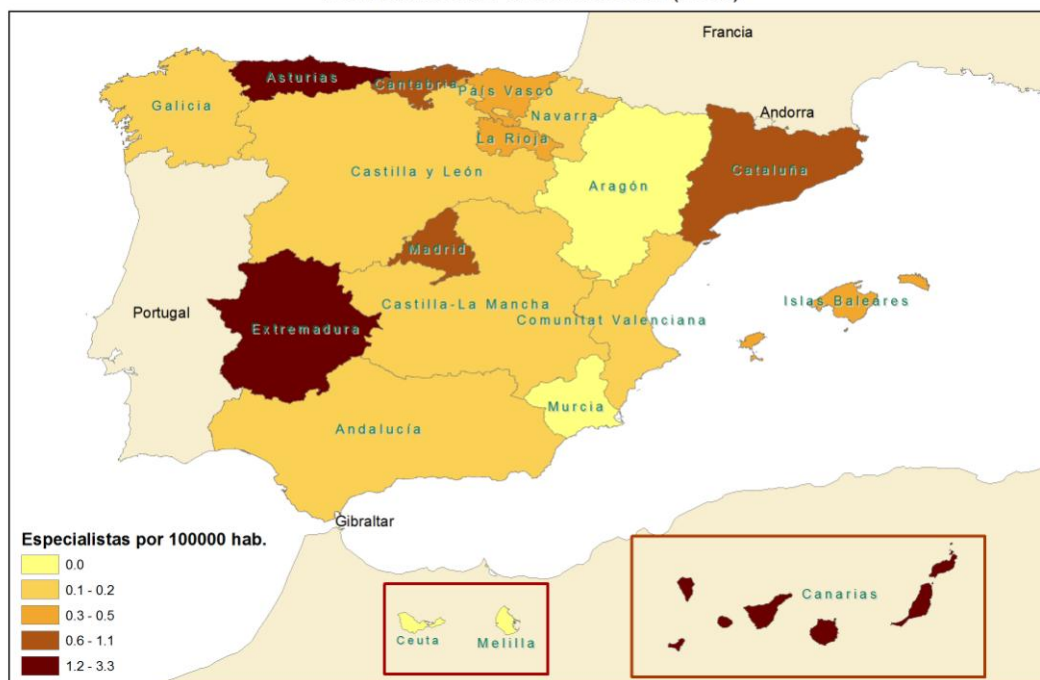 Francia
Asturias
Cantabria
País Vasco
Galicia
Navarra
Andorra
La Rioja
Castilla y León
Aragón
Cataluña
Madrid
Portugal
Castilla-La Mancha
Islas Baleares
Extremadura
Comunitat Valenciana
Murcia
Andalucía
Gibraltar
Especialistas por 100000 hab.
0.0
0.1 - 0.2
0.3 - 0.5
0.6 - 1.1
1.2 - 3.3
Ceuta
Melilla
Canarias